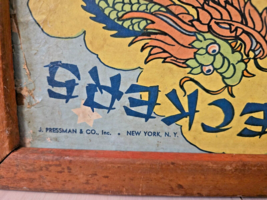 ECKERS
J. PRESSMAN & CO., Inc. • NEW YORK, N. Y.